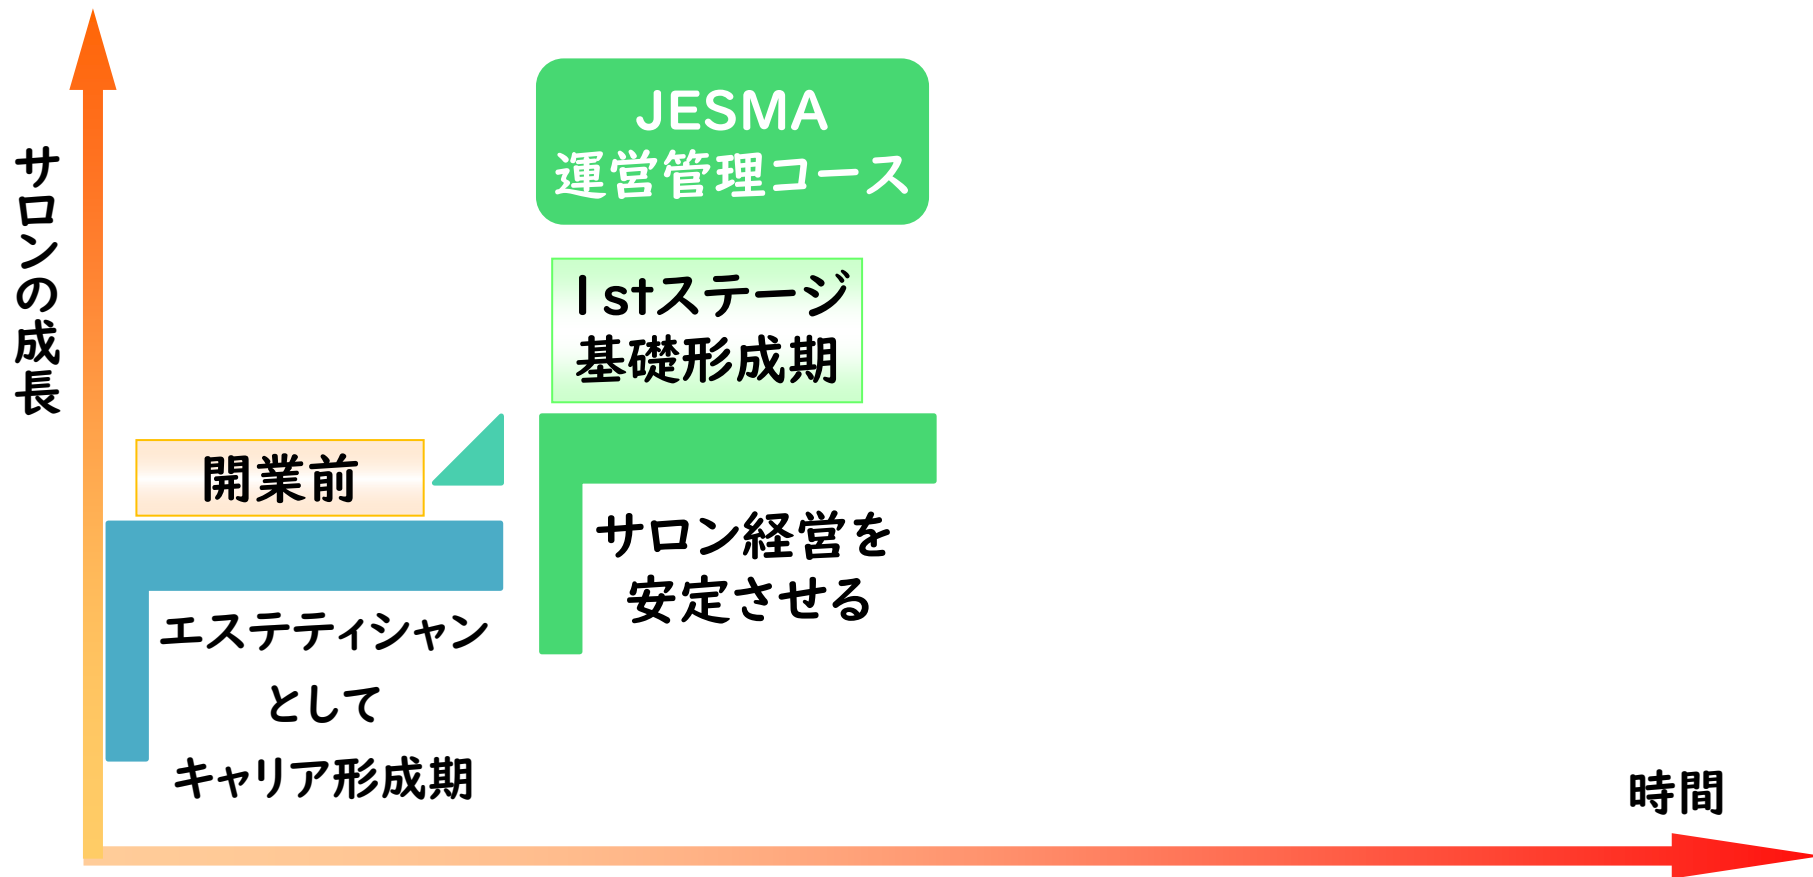 サロンの成長
JESMA
運営管理コース
1stステージ
基礎形成期
開業前
サロン経営を
安定させる
エステティシャン
として
キャリア形成期
時間